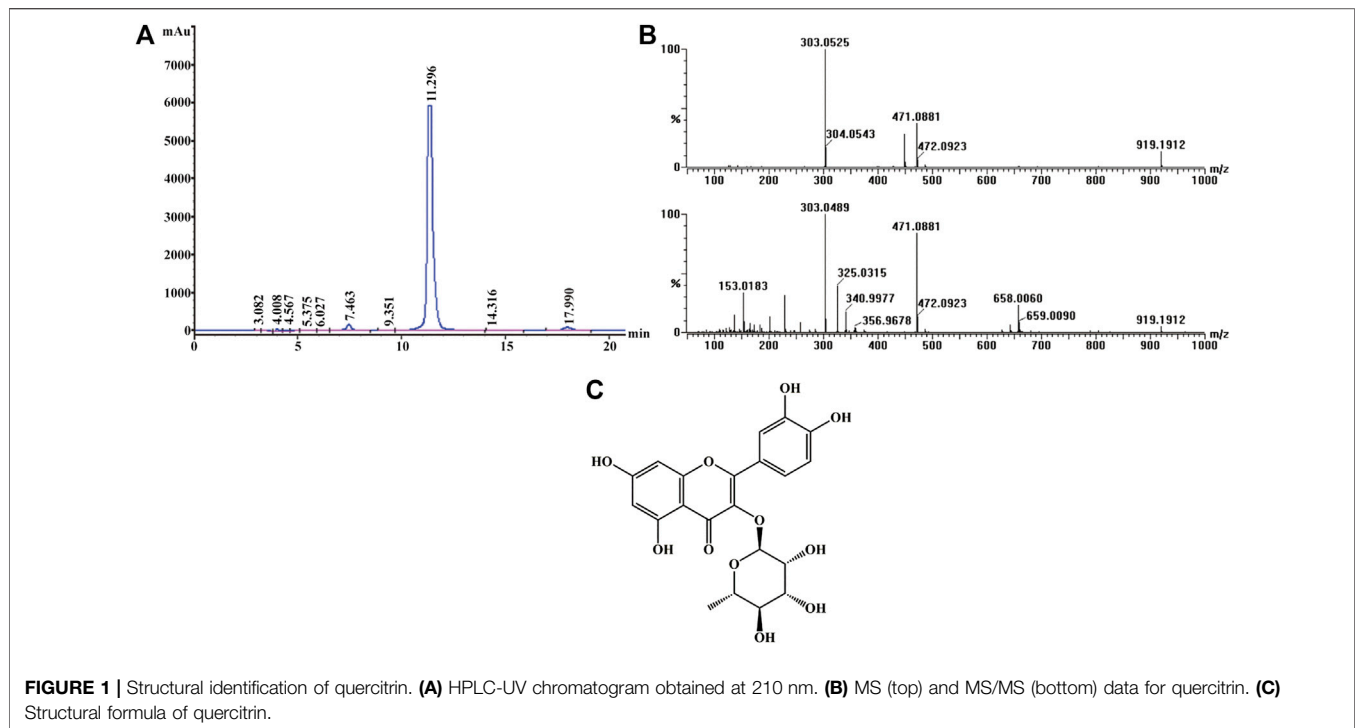 A
mAu
7000
6000
5000
4000
3000
2000
1000
0
3.082
4.008
4.567
5.375
6.027
7.463
9.351
11.296
14.316
17.990
0 5 10 15 20 min
B
100
%
0
303.0525
304.0543
471.0881
472.0923
919.1912
100 200 300 400 500 600 700 800 900 1000 m/z
100
%
0
303.0489
471.0881
325.0315
153.0183
340.9977
472.0923
658.0060
356.9678
659.0090
919.1912
100 200 300 400 500 600 700 800 900 1000 m/z
C
OH
OH
HO
O
O
OH
O
O
OH
OH
OH
FIGURE 1 | Structural identification of quercitrin. (A) HPLC-UV chromatogram obtained at 210 nm. (B) MS (top) and MS/MS (bottom) data for quercitrin. (C)
Structural formula of quercitrin.